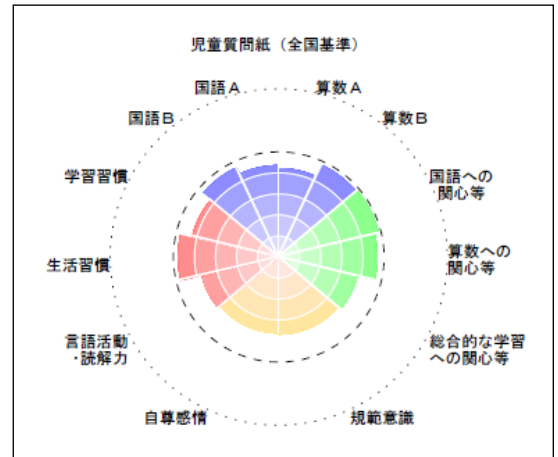 児童質問紙（全国基準）
国語Ａ
算数Ａ
国語Ｂ
算数Ｂ
学習習慣
国語への
関心等
生活習慣
算数への
関心等
言語活動
・読解力
総合的な学習
への関心等
自尊感情
規範意識